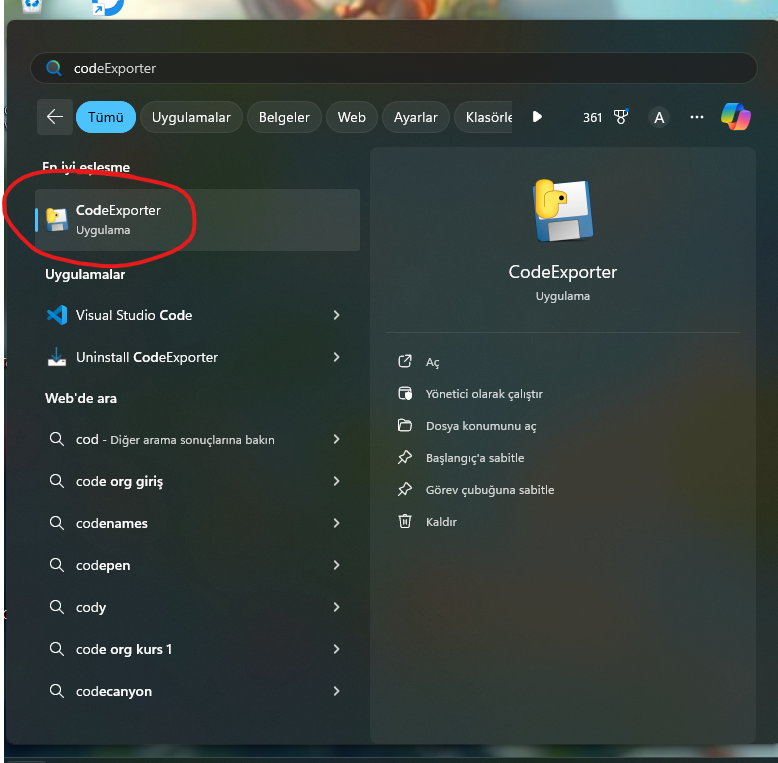 codeExporter
Tümü
Uygulamalar
Belgeler
Web
Ayarlar
Klasörle
361
A
En iyi eşleşme
CodeExporter
Uygulama
Uygulamalar
Visual Studio Code
Uninstall CodeExporter
Web'de ara
cod - Diğer arama sonuçlarına bakın
code org giriş
codenames
codepen
cody
code org kurs 1
codecanyon
CodeExporter
Uygulama
Aç
Yönetici olarak çalıştır
Dosya konumunu aç
Başlangıç'a sabitle
Görev çubuğuna sabitle
Kaldır